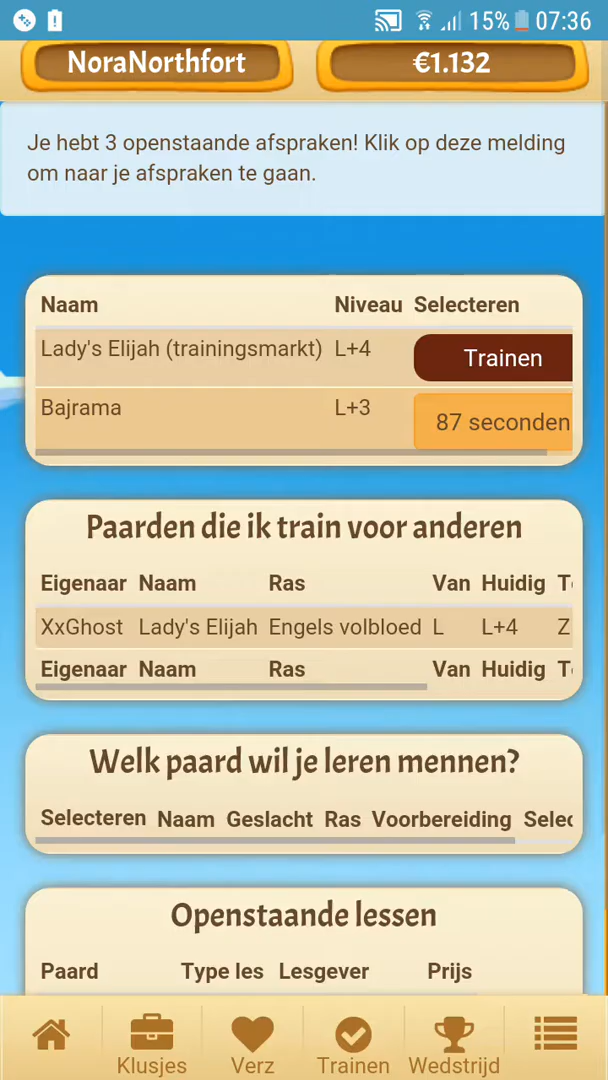 15% 07:36
NoraNorthfort €1.132
Je hebt 3 openstaande afspraken! Klik op deze melding
om naar je afspraken te gaan.
Naam Niveau Selecteren
Lady's Elijah (trainingsmarkt) L+4 Trainen
Bajrama L+3 87 seconden
Paarden die ik train voor anderen
Eigenaar Naam Ras Van Huidig
XxGhost Lady's Elijah Engels volbloed L L+4 Z
Eigenaar Naam Ras Van Huidig
Welk paard wil je leren mennen?
Selecteren Naam Geslacht Ras Voorbereiding Selec
Openstaande lessen
Paard Type les Lesgever Prijs
Klusjes Verz Trainen Wedstrijd